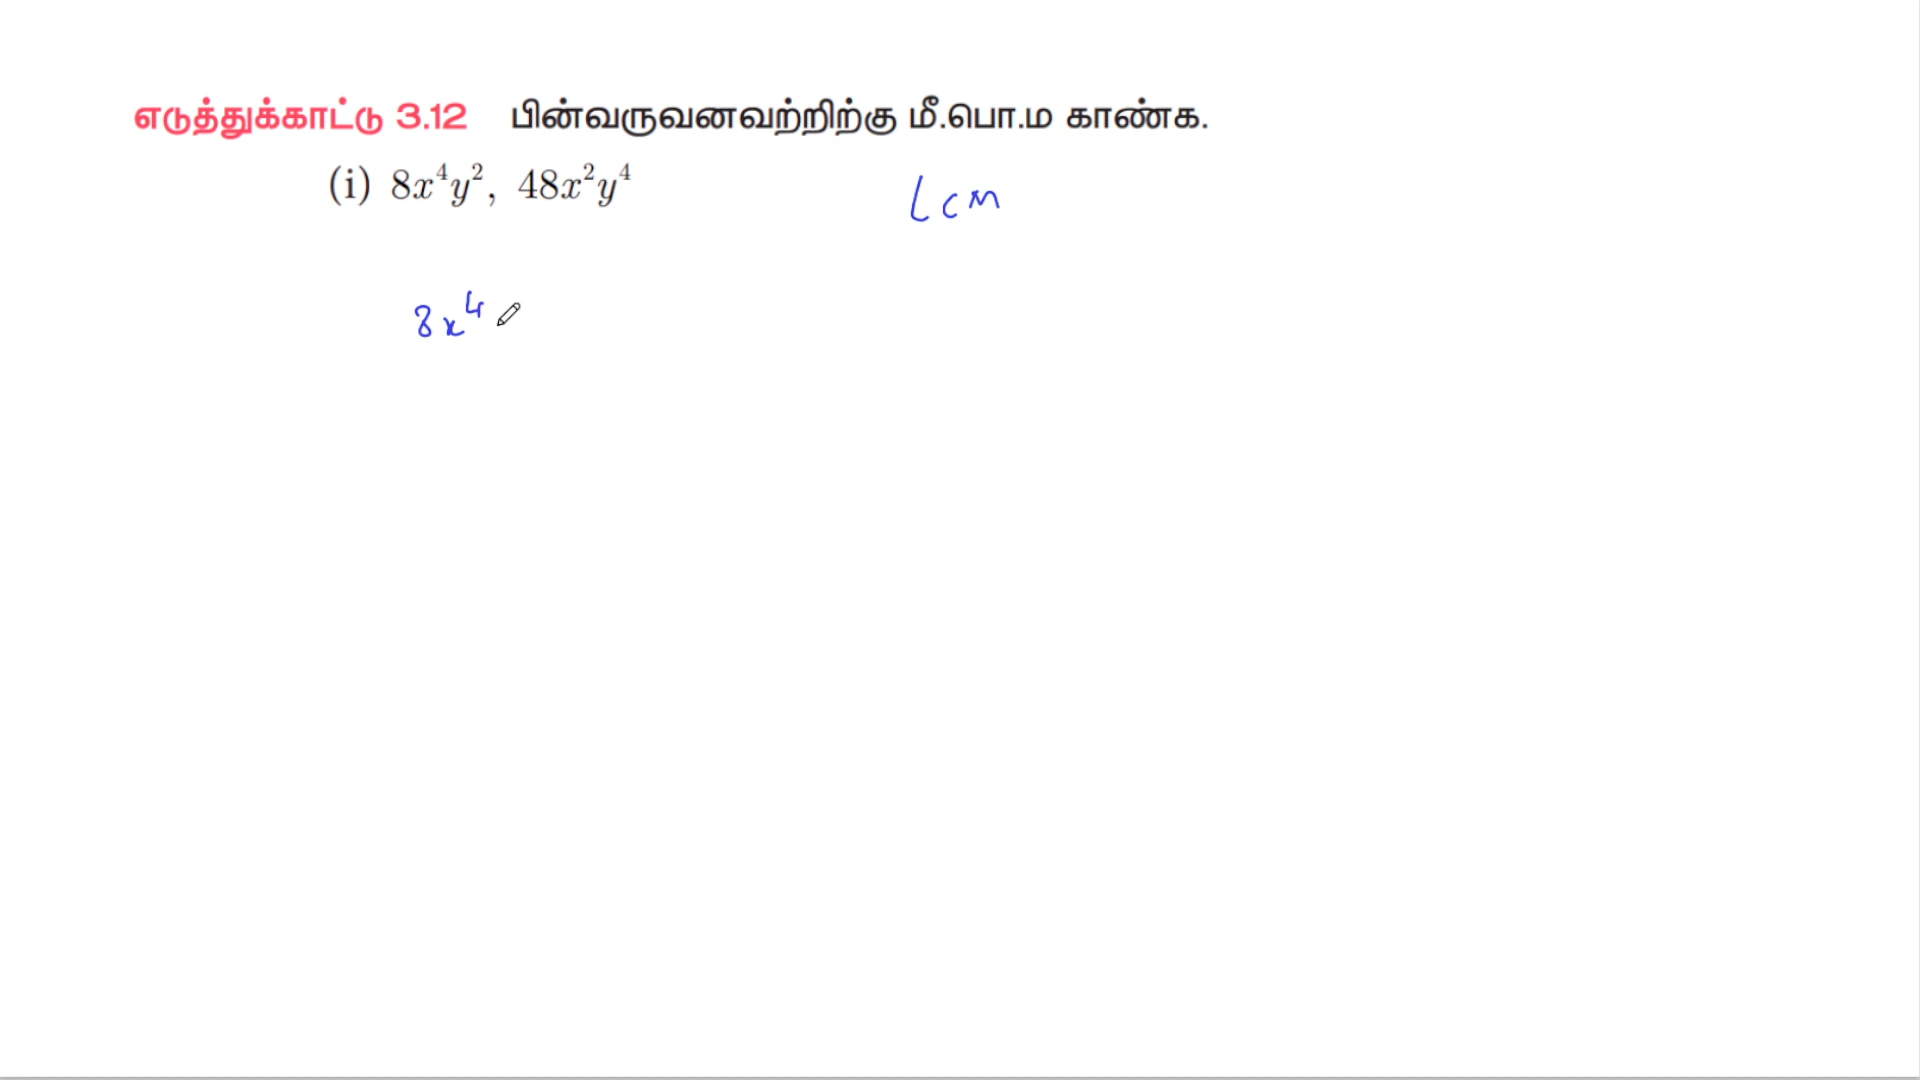 எடுத்துக்காட்டு 3.12 பின்வருவனவற்றிற்கு மீ.பொ.ம காண்க.
(i) 8x⁴y², 48x²y⁴
LCM
8x⁴